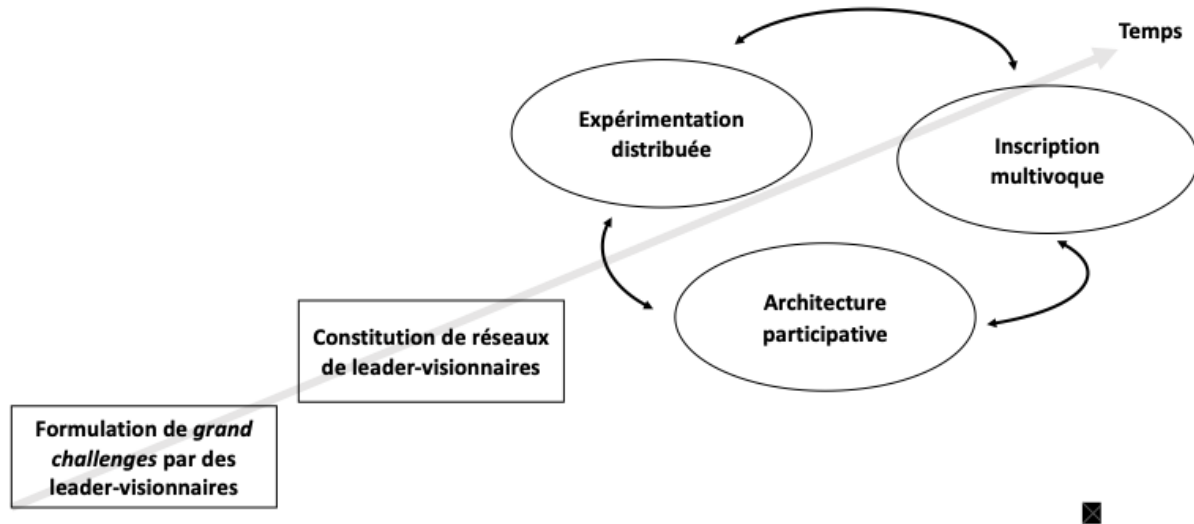 Temps
Expérimentation
distribuée
Inscription
multivoque
Architecture
participative
Constitution de réseaux
de leader-visionnaires
Formulation de grand
challenges par des
leader-visionnaires